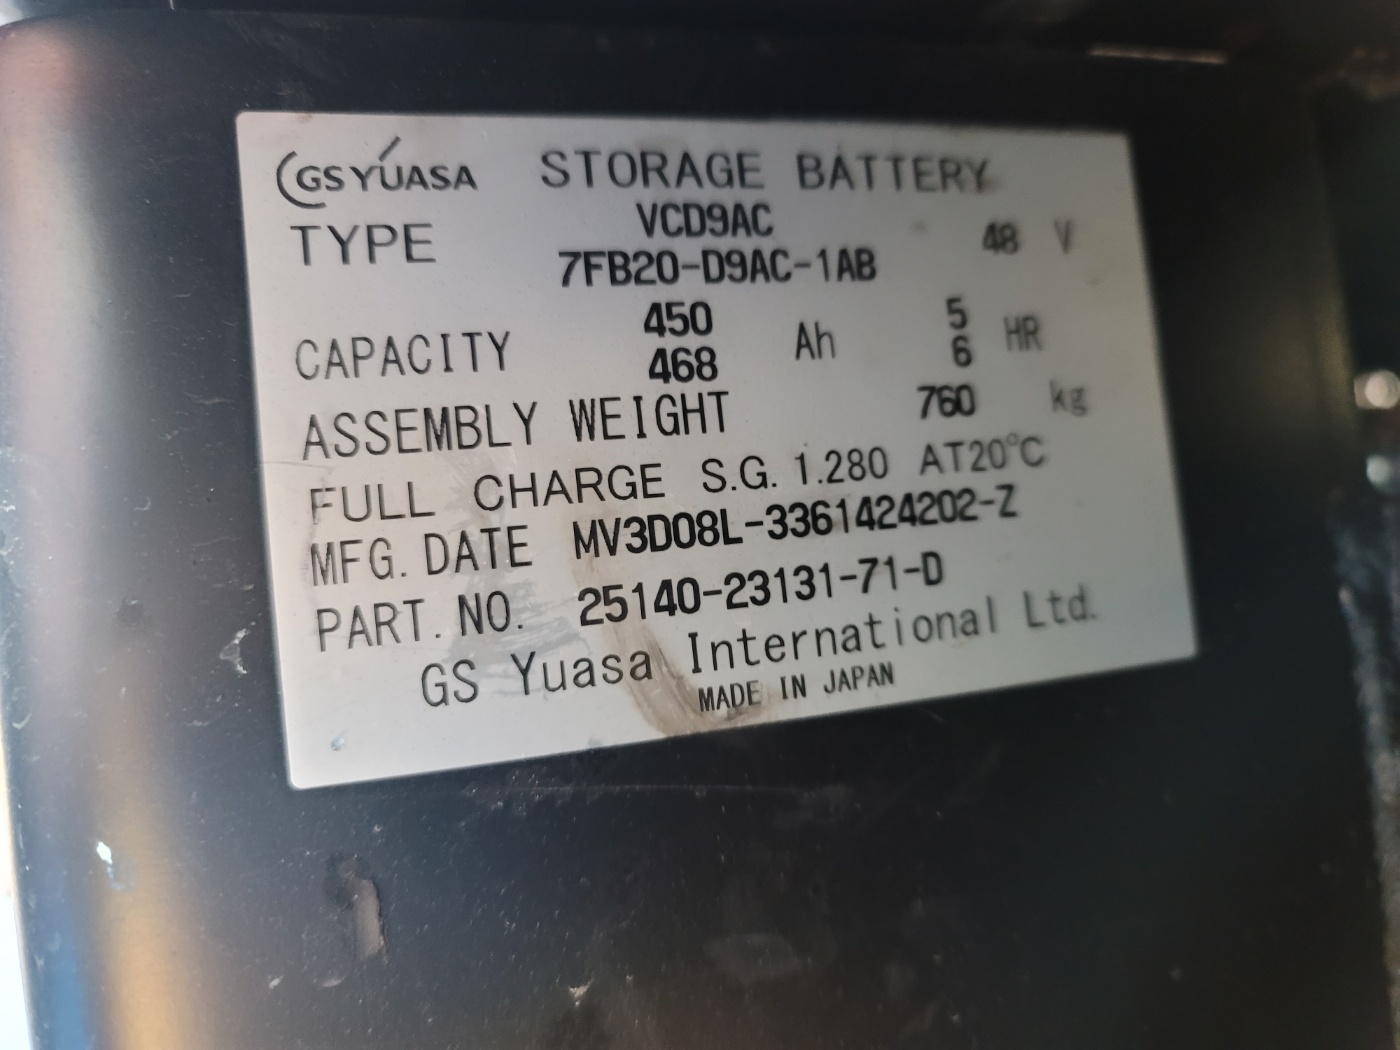 GS YUASA STORAGE BATTERY
TYPE VCD9AC 48 V
7FB20-D9AC-1AB
CAPACITY 450 Ah 5 HR
468 6
ASSEMBLY WEIGHT 760 kg
FULL CHARGE S.G. 1.280 AT20°C
MFG. DATE MV3D08L-3361424202-Z
PART. NO. 25140-23131-71-D
GS Yuasa International Ltd.
MADE IN JAPAN